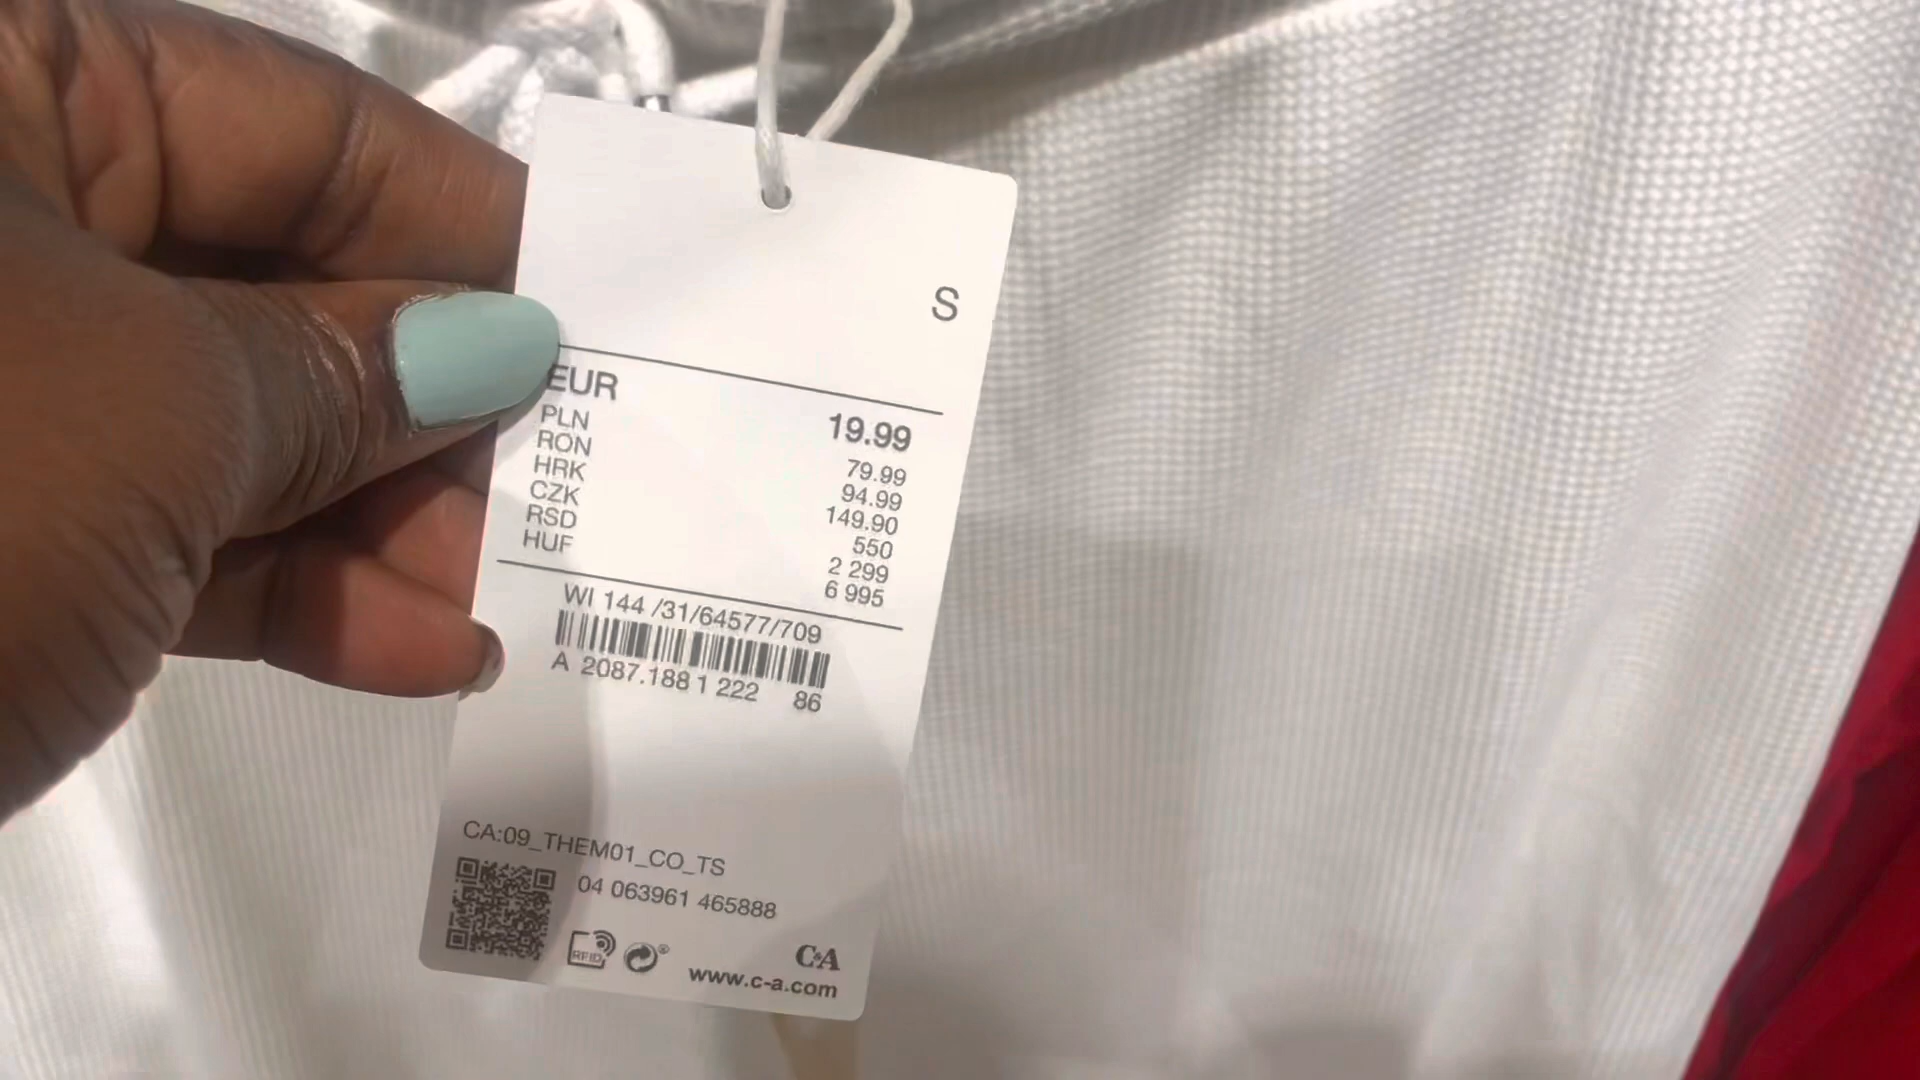 S
EUR 19.99
PLN 79.99
RON 94.99
HRK 149.90
CZK 550
RSD 2 299
HUF 6 995
WI 144 /31/64577/709
A 2087.188 1 222 86
CA:09_THEM01_CO_TS
04 063961 465888
RFID
C&A
www.c-a.com